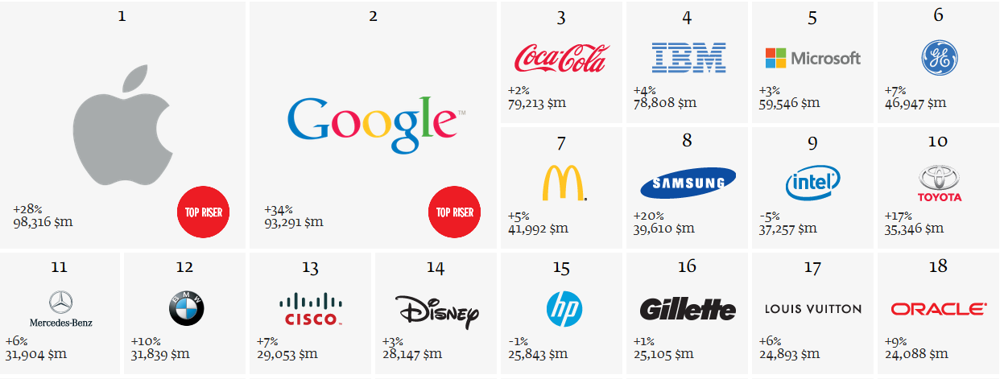 1
+28%
98,316 $m
TOP RISER
2
Google™
+34%
93,291 $m
TOP RISER
3
Coca-Cola
+2%
79,213 $m
4
IBM
+4%
78,808 $m
5
Microsoft
+3%
59,546 $m
6
GE
+7%
46,947 $m
7
+5%
41,992 $m
8
SAMSUNG
+20%
39,610 $m
9
intel
-5%
37,257 $m
10
TOYOTA
+17%
35,346 $m
11
Mercedes-Benz
+6%
31,904 $m
12
BMW
+10%
31,839 $m
13
CISCO™
+7%
29,053 $m
14
Disney
+3%
28,147 $m
15
hp
-1%
25,843 $m
16
Gillette
+1%
25,105 $m
17
LOUIS VUITTON
+6%
24,893 $m
18
ORACLE
+9%
24,088 $m